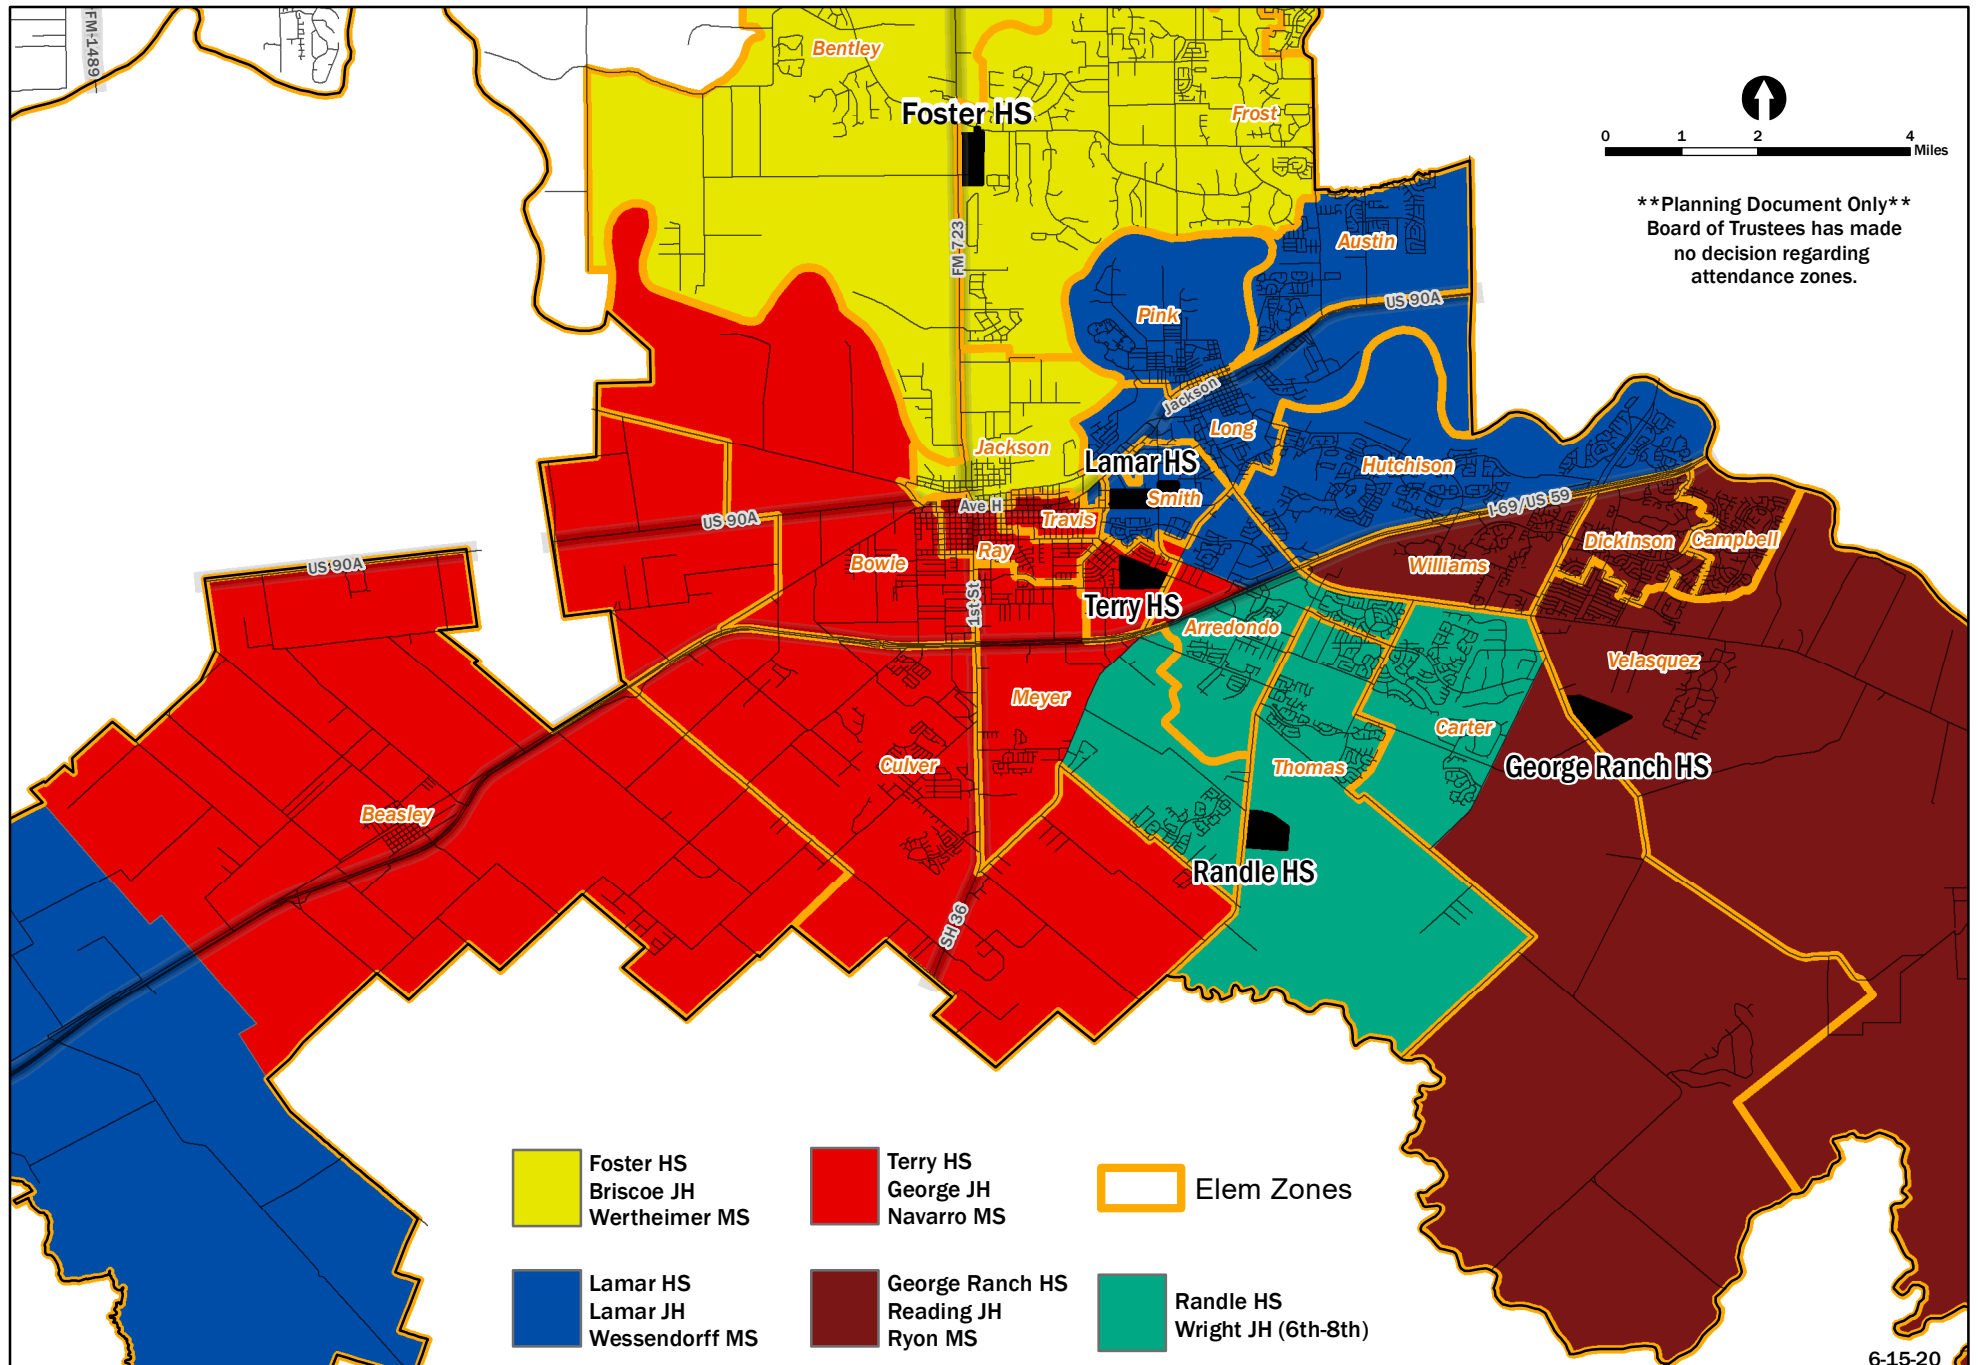 FM-1489
Bentley
Foster HS
Frost
0 1 2 4
Miles
**Planning Document Only**
Board of Trustees has made
no decision regarding
attendance zones.
FM 723
Austin
US 90A
Pink
Jackson
Long
Jackson
Lamar HS
Hutchison
Smith
I-69/US 59
Ave H
US 90A
Travis
Ray
Bowie
US 90A
Dickinson
Campbell
Williams
1st St
Terry HS
Arredondo
Velasquez
Meyer
Carter
Culver
Thomas
George Ranch HS
Beasley
Randle HS
SH 36
Foster HS
Briscoe JH
Wertheimer MS
Terry HS
George JH
Navarro MS
Elem Zones
Lamar HS
Lamar JH
Wessendorff MS
George Ranch HS
Reading JH
Ryon MS
Randle HS
Wright JH (6th-8th)
6-15-20